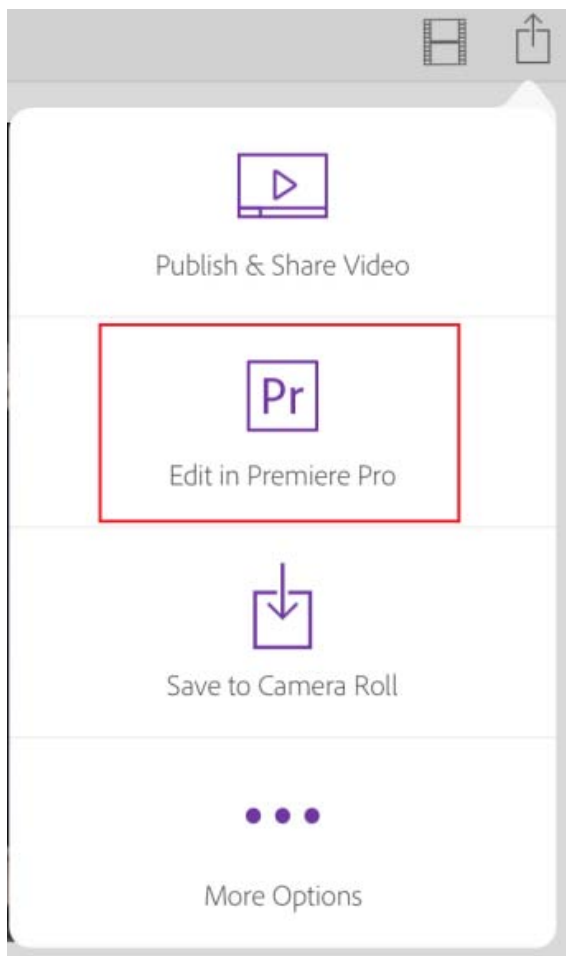 Publish & Share Video
Pr
Edit in Premiere Pro
Save to Camera Roll
More Options